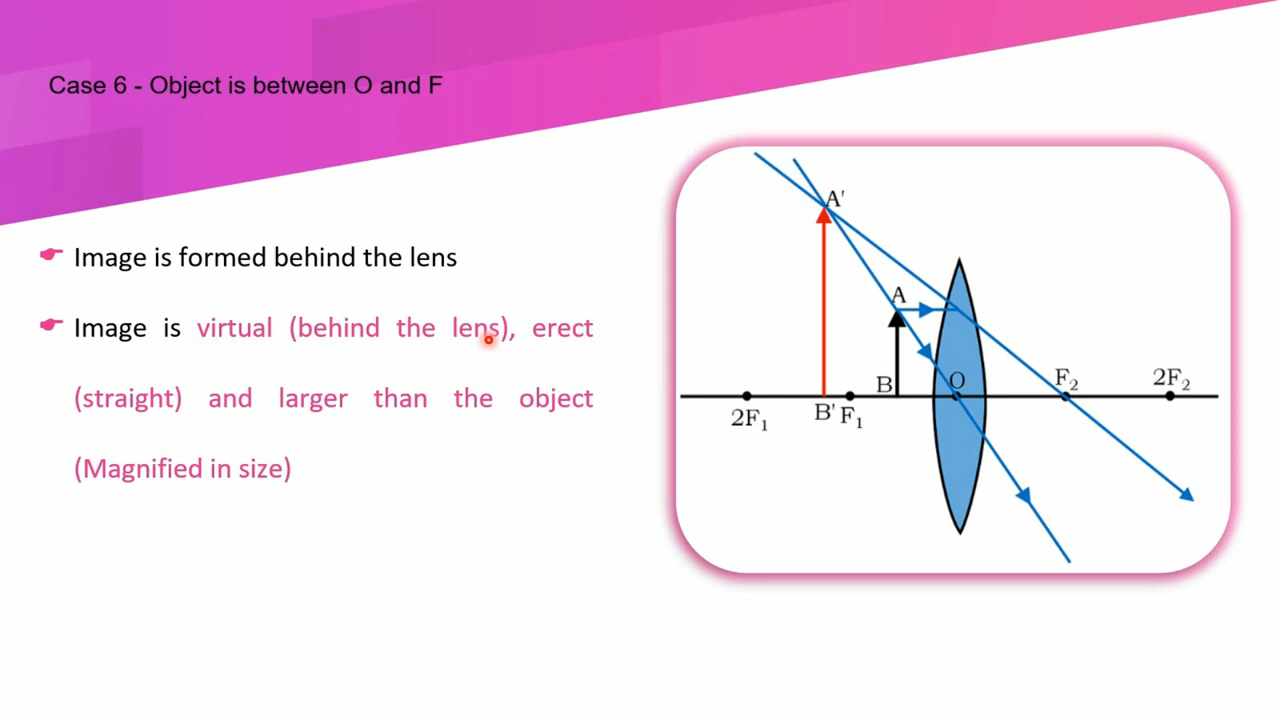 Case 6 - Object is between O and F
Image is formed behind the lens
Image is virtual (behind the lens), erect
(straight) and larger than the object
(Magnified in size)
A'
A
B
O
F₂
2F₂
2F₁
B'
F₁